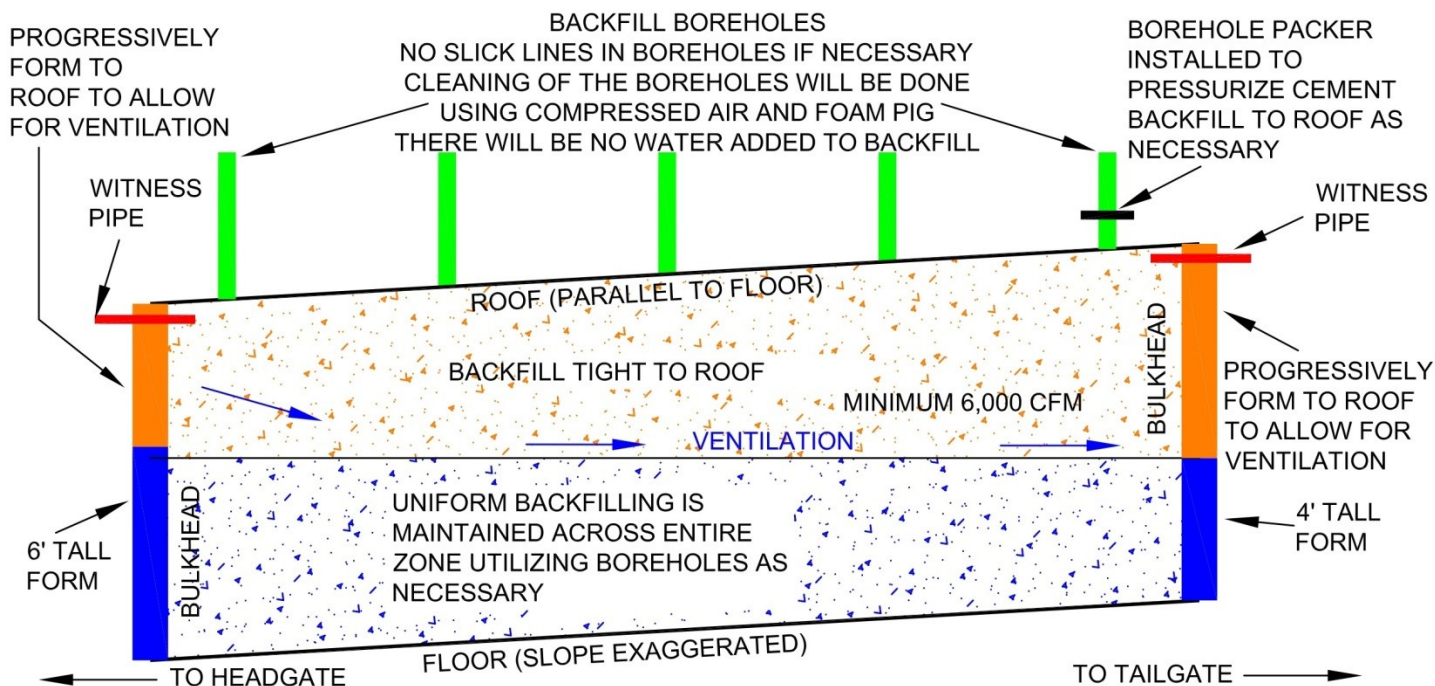 PROGRESSIVELY
FORM TO
ROOF TO ALLOW
FOR VENTILATION
BACKFILL BOREHOLES
NO SLICK LINES IN BOREHOLES IF NECESSARY
CLEANING OF THE BOREHOLES WILL BE DONE
USING COMPRESSED AIR AND FOAM PIG
THERE WILL BE NO WATER ADDED TO BACKFILL
BOREHOLE PACKER
INSTALLED TO
PRESSURIZE CEMENT
BACKFILL TO ROOF AS
NECESSARY
WITNESS
PIPE
WITNESS
PIPE
ROOF (PARALLEL TO FLOOR)
BACKFILL TIGHT TO ROOF
MINIMUM 6,000 CFM
VENTILATION
BULKHEAD
PROGRESSIVELY
FORM TO ROOF
TO ALLOW FOR
VENTILATION
6' TALL
FORM
BULKHEAD
UNIFORM BACKFILLING IS
MAINTAINED ACROSS ENTIRE
ZONE UTILIZING BOREHOLES AS
NECESSARY
4' TALL
FORM
FLOOR (SLOPE EXAGGERATED)
TO HEADGATE
TO TAILGATE